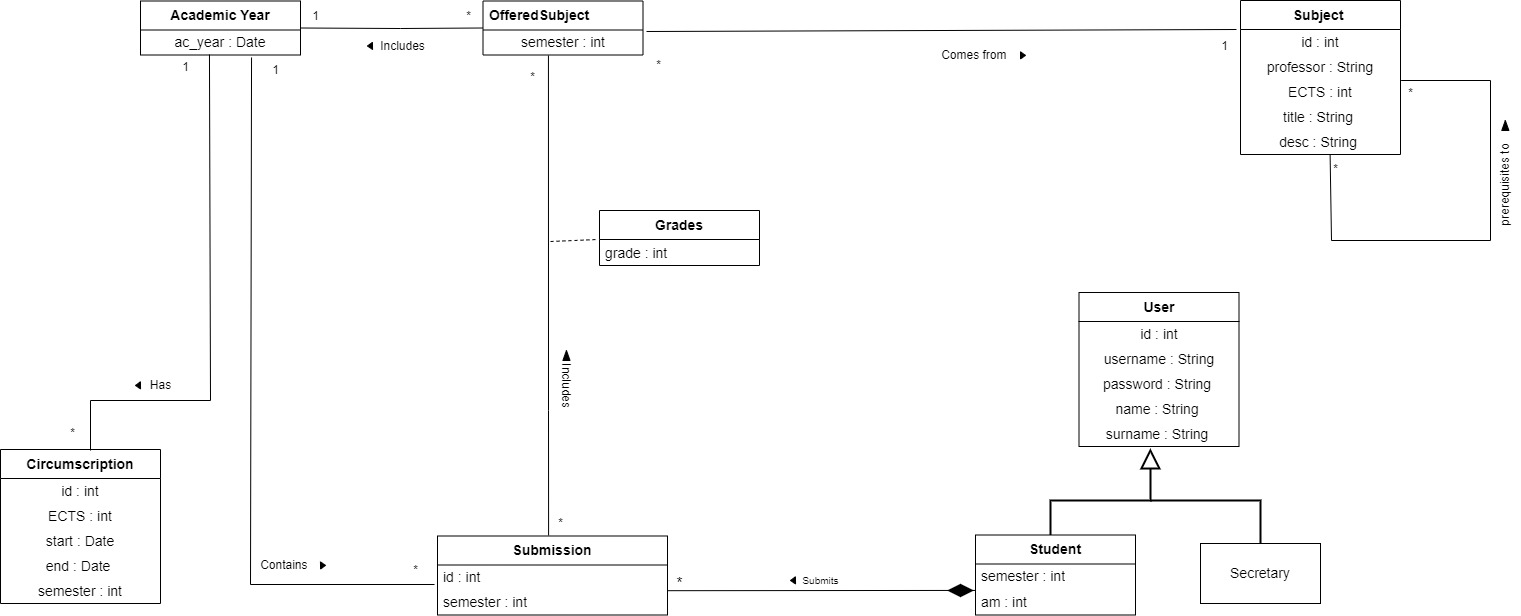 Academic Year
ac_year : Date
1
*
◄ Includes
OfferedSubject
semester : int
*
*
Comes from ►
1
Subject
id : int
professor : String
ECTS : int
title : String
desc : String
*
*
prerequisites to ►
1
1
Grades
grade : int
Includes ►
◄ Has
*
Circumscription
id : int
ECTS : int
start : Date
end : Date
semester : int
Contains ►
*
*
Submission
id : int
semester : int
*
◄ Submits
User
id : int
username : String
password : String
name : String
surname : String
Student
semester : int
am : int
Secretary